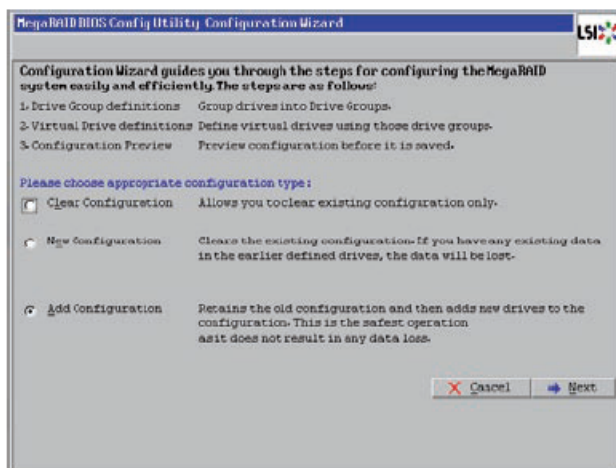 MegaRAID BIOS Config Utility Configuration Wizard
LSI
Configuration Wizard guides you through the steps for configuring the MegaRAID
system easily and efficiently. The steps are as follows:
1. Drive Group definitions Group drives into Drive Groups.
2. Virtual Drive definitions Define virtual drives using those drive groups.
3. Configuration Preview Preview configuration before it is saved.
Please choose appropriate configuration type:
Clear Configuration Allows you to clear existing configuration only.
New Configuration Clears the existing configuration. If you have any existing data
in the earlier defined drives, the data will be lost.
Add Configuration Retains the old configuration and then adds new drives to the
configuration. This is the safest operation
as it does not result in any data loss.
Cancel Next